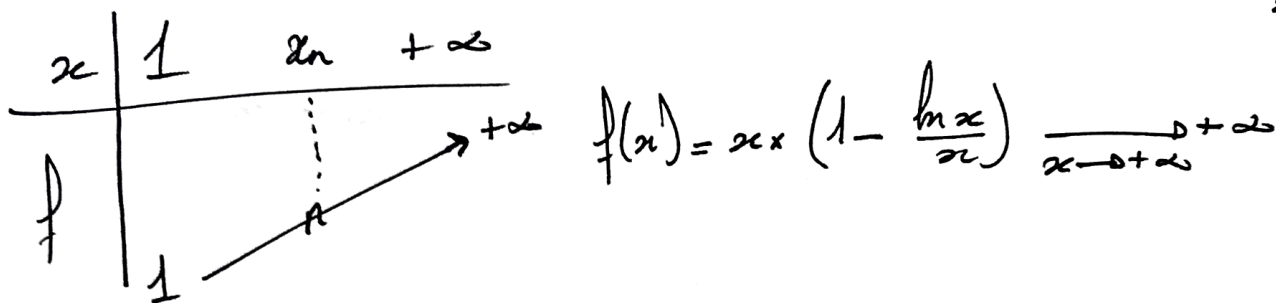 x 1 xn +∞
f 1 n +∞
f(x) = x × (1 - ln x / x) → +∞
x → +∞